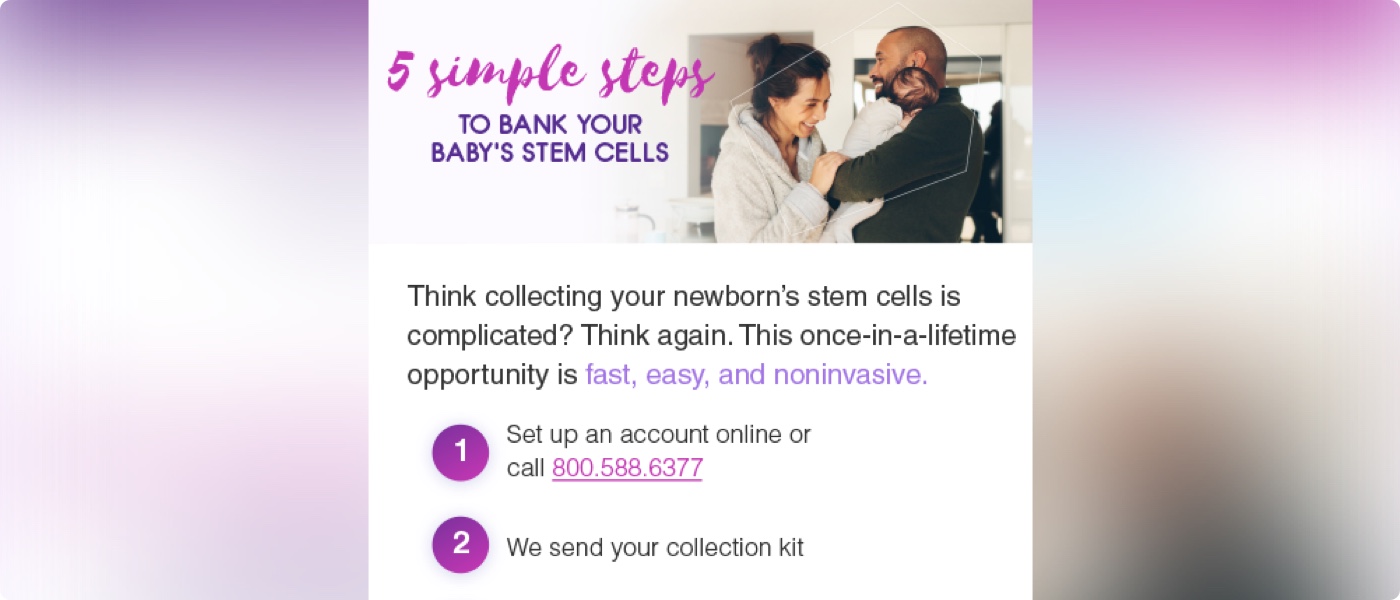 5 simple steps
TO BANK YOUR
BABY'S STEM CELLS
Think collecting your newborn’s stem cells is
complicated? Think again. This once-in-a-lifetime
opportunity is fast, easy, and noninvasive.
1
Set up an account online or
call 800.588.6377
2
We send your collection kit